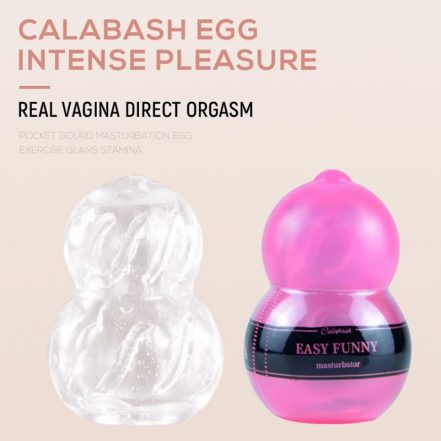 CALABASH EGG
INTENSE PLEASURE
REAL VAGINA DIRECT ORGASM
POCKET GOURD MASTURBATION EGG
EXERCISE GLANS STAMINA
Calabash
EASY FUNNY
masturbator